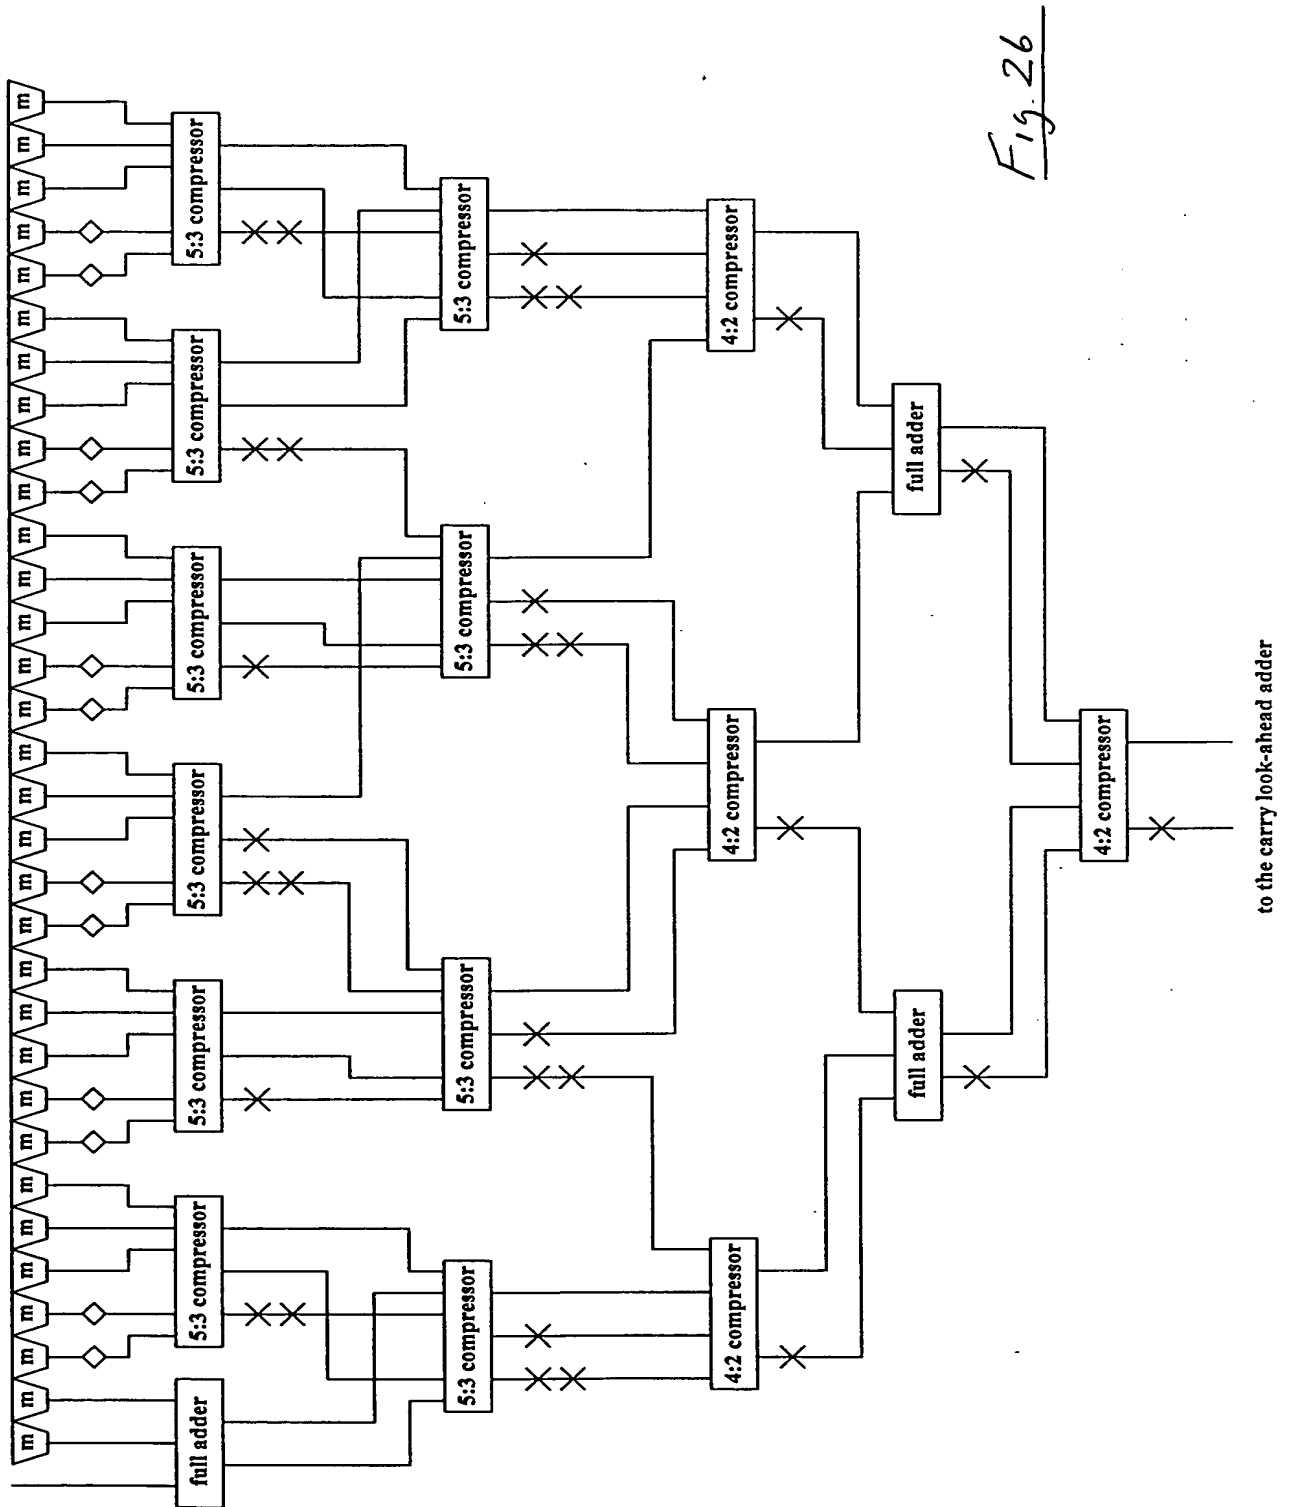 m m m m m m m m m m m m m m m m m m m m m m m m m m m m m m m m
full adder 5:3 compressor 5:3 compressor 5:3 compressor 5:3 compressor 5:3 compressor 5:3 compressor
5:3 compressor 5:3 compressor 5:3 compressor 5:3 compressor
4:2 compressor 4:2 compressor 4:2 compressor
full adder full adder
Fig. 26
4:2 compressor
to the carry look-ahead adder